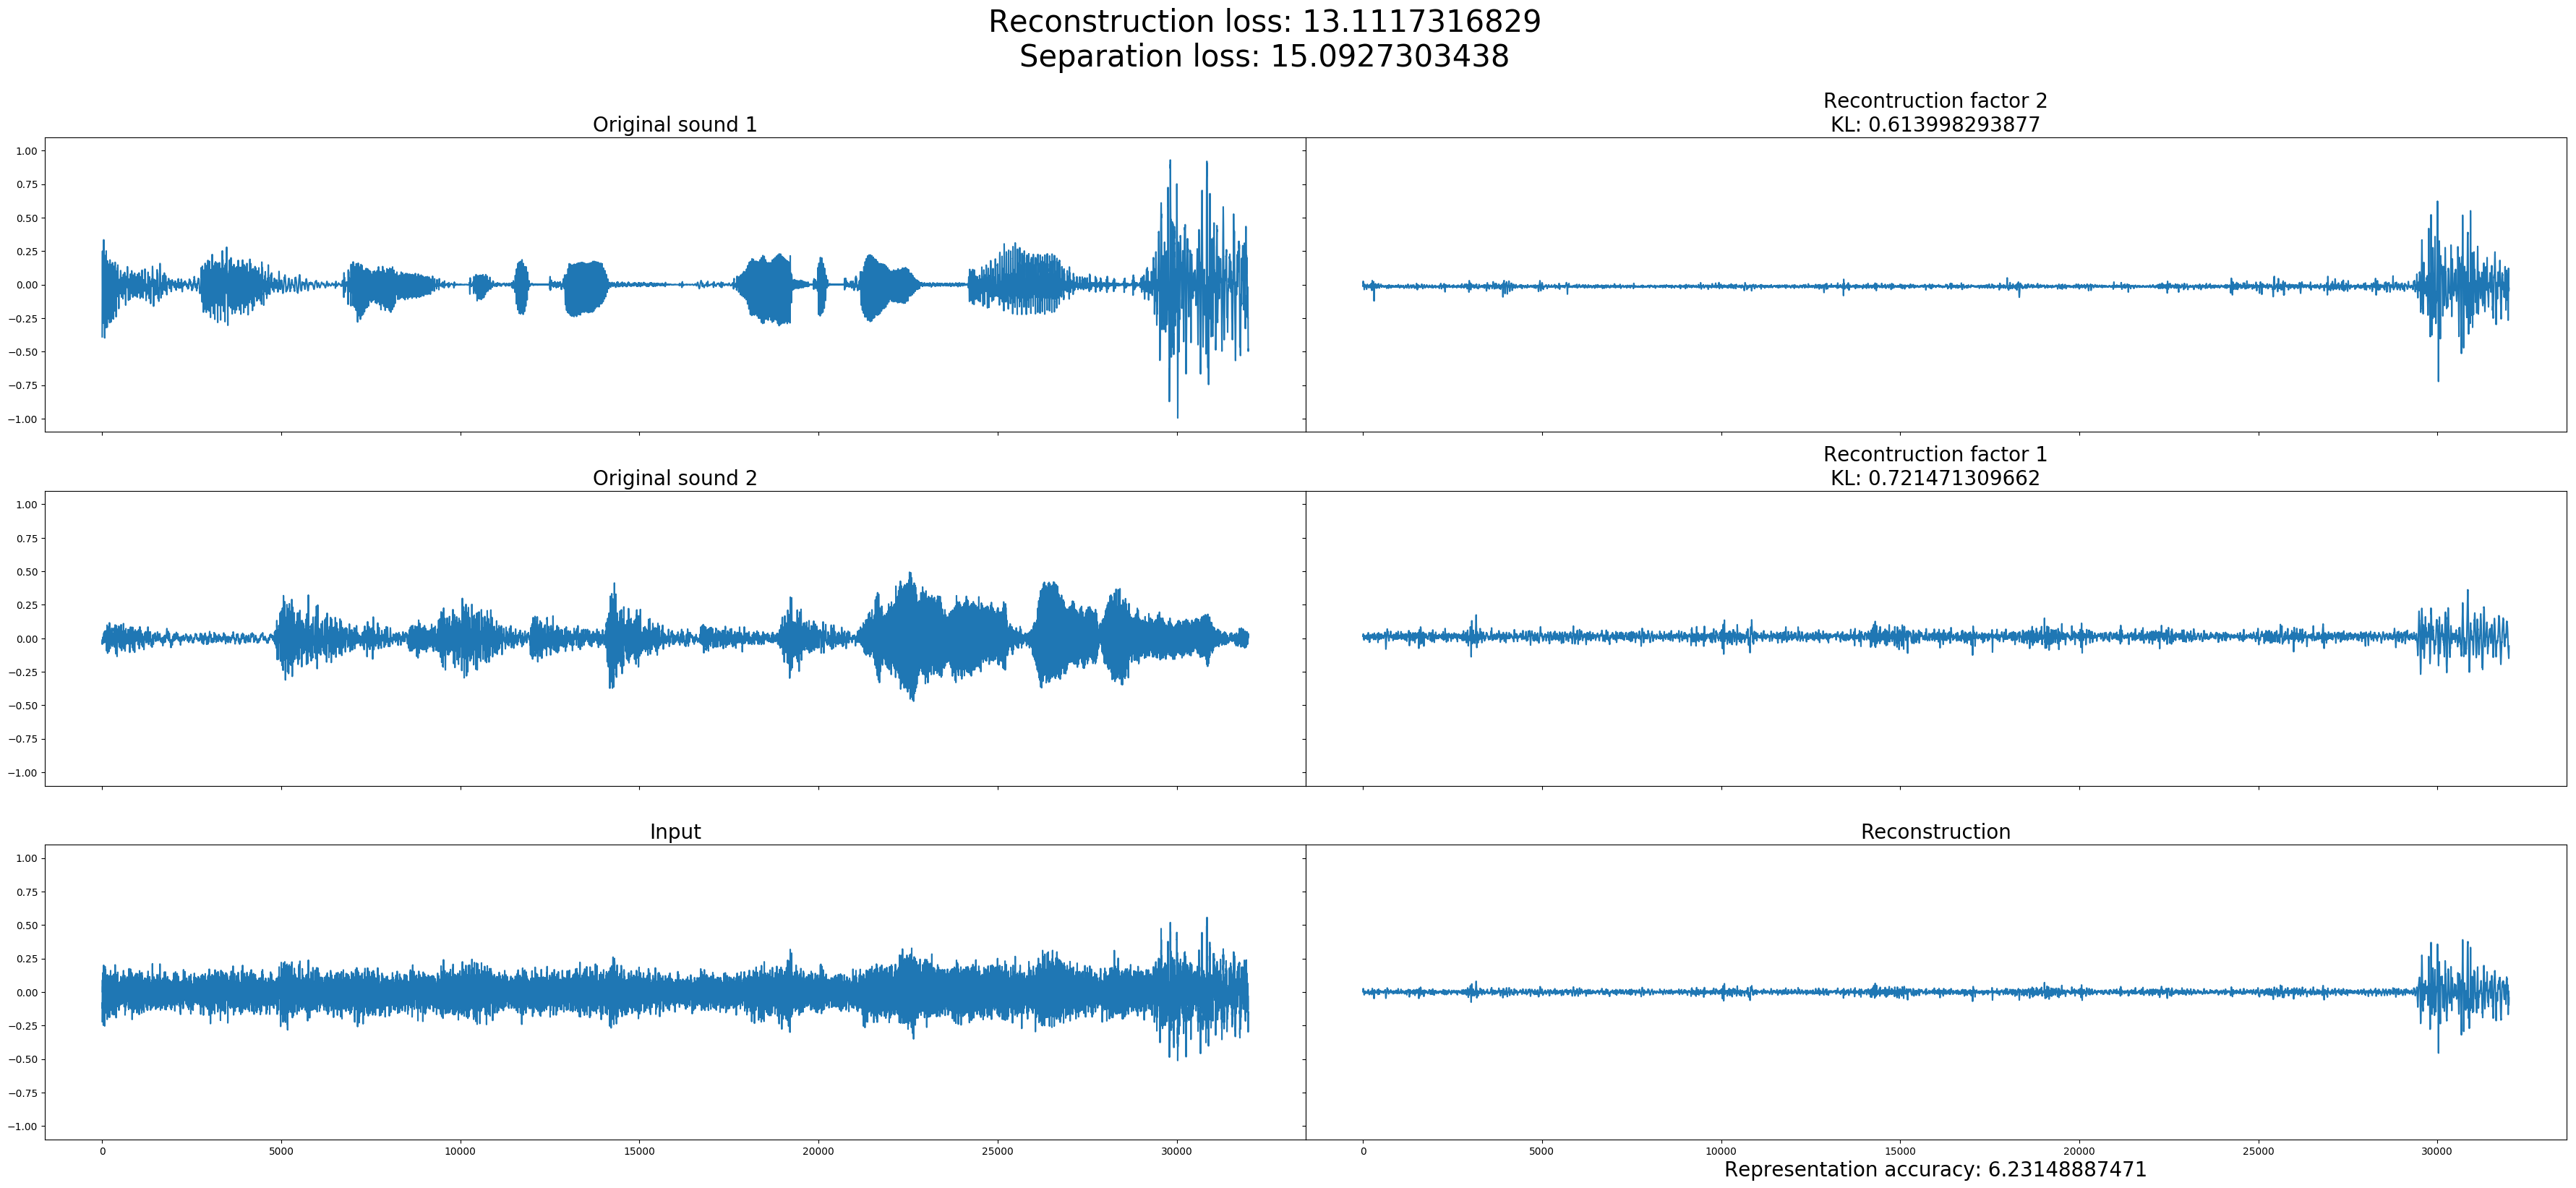 Reconstruction loss: 13.1117316829
Separation loss: 15.0927303438
Original sound 1
Recontruction factor 2
KL: 0.613998293877
1.00
0.75
0.50
0.25
0.00
−0.25
−0.50
−0.75
−1.00
Original sound 2
Recontruction factor 1
KL: 0.721471309662
1.00
0.75
0.50
0.25
0.00
−0.25
−0.50
−0.75
−1.00
Input
Reconstruction
1.00
0.75
0.50
0.25
0.00
−0.25
−0.50
−0.75
−1.00
0 5000 10000 15000 20000 25000 30000
0 5000 10000 15000 20000 25000 30000
Representation accuracy: 6.23148887471